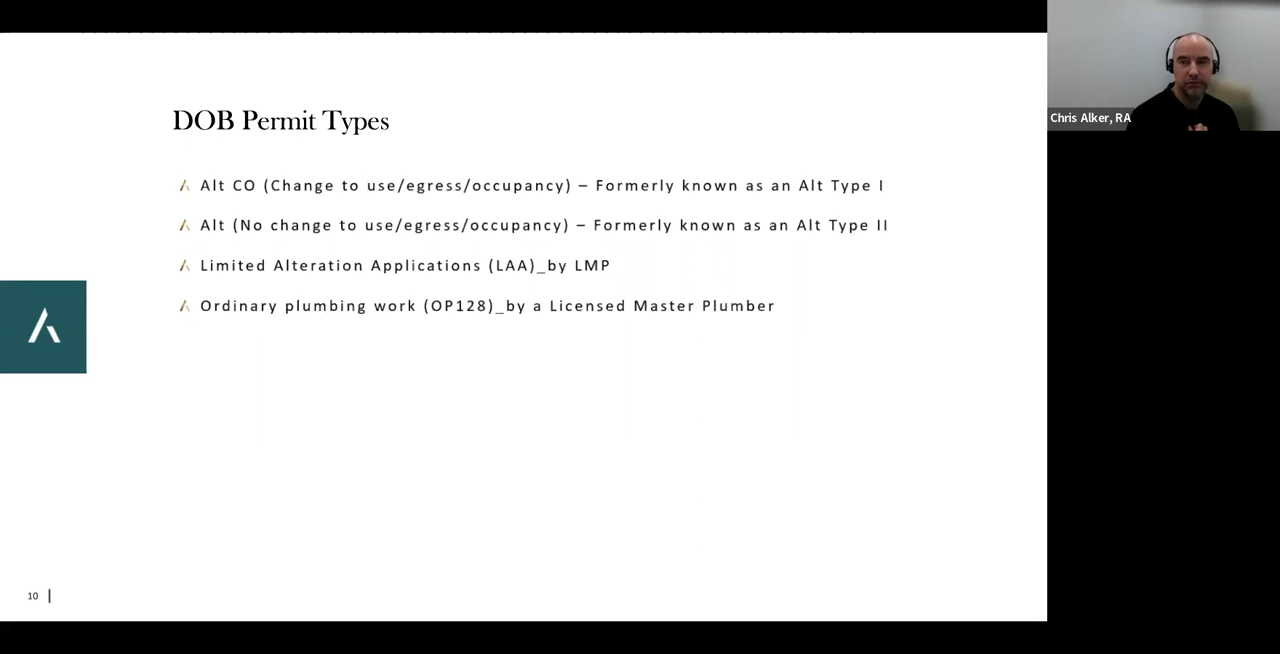 DOB Permit Types
Alt CO (Change to use/egress/occupancy) – Formerly known as an Alt Type I
Alt (No change to use/egress/occupancy) – Formerly known as an Alt Type II
Limited Alteration Applications (LAA)_by LMP
Ordinary plumbing work (OP128)_by a Licensed Master Plumber
10
Chris Alker, RA